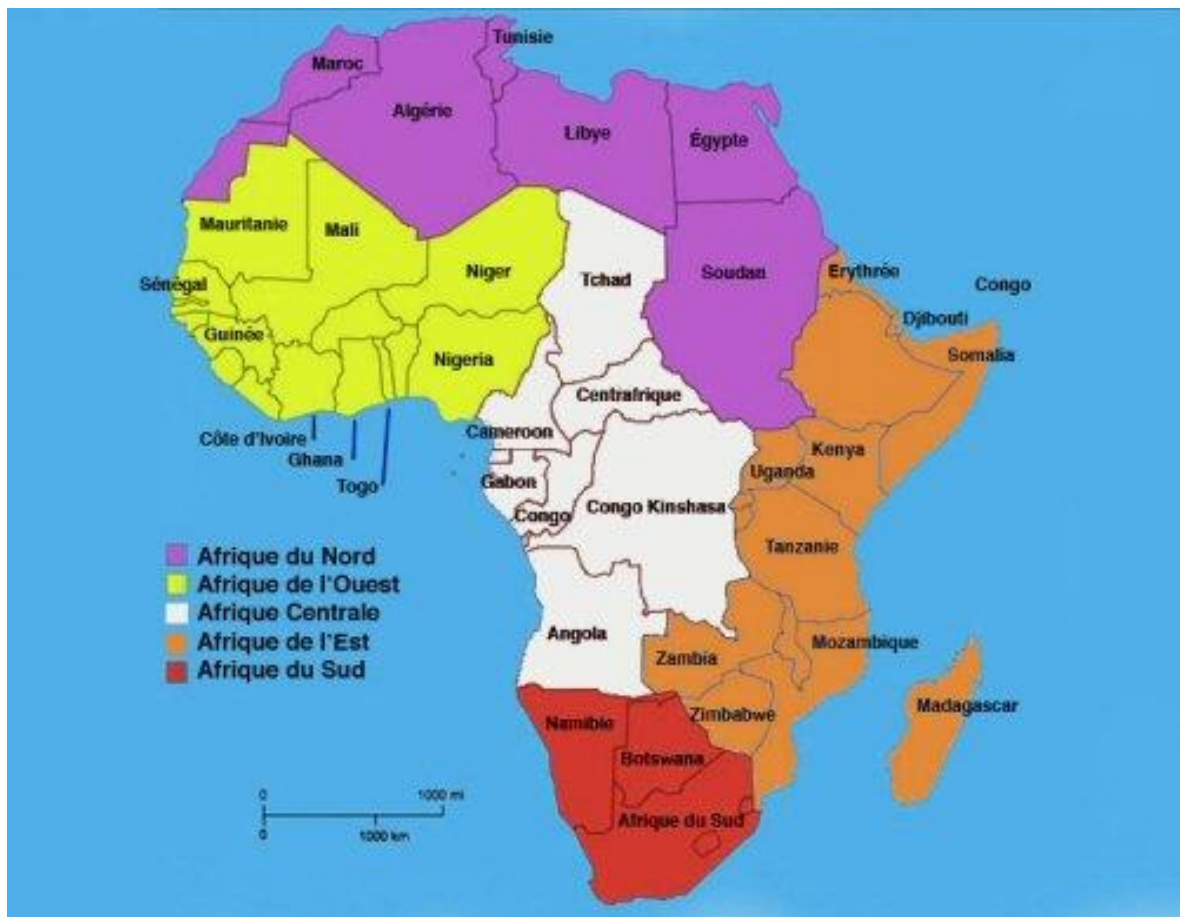 Tunisie
Maroc
Algérie
Libye
Égypte
Mauritanie
Mali
Niger
Tchad
Soudan
Erythrée
Sénégal
Congo
Djibouti
Guinée
Nigeria
Somalia
Centrafrique
Côte d'Ivoire
Cameroon
Ghana
Kenya
Uganda
Togo
Gabon
Congo
Congo Kinshasa
Tanzanie
Afrique du Nord
Afrique de l'Ouest
Afrique Centrale
Afrique de l'Est
Afrique du Sud
Angola
Mozambique
Zambia
Madagascar
Zimbabwe
Namibie
Botswana
Afrique du Sud
0 1000 mi
0 1000 km